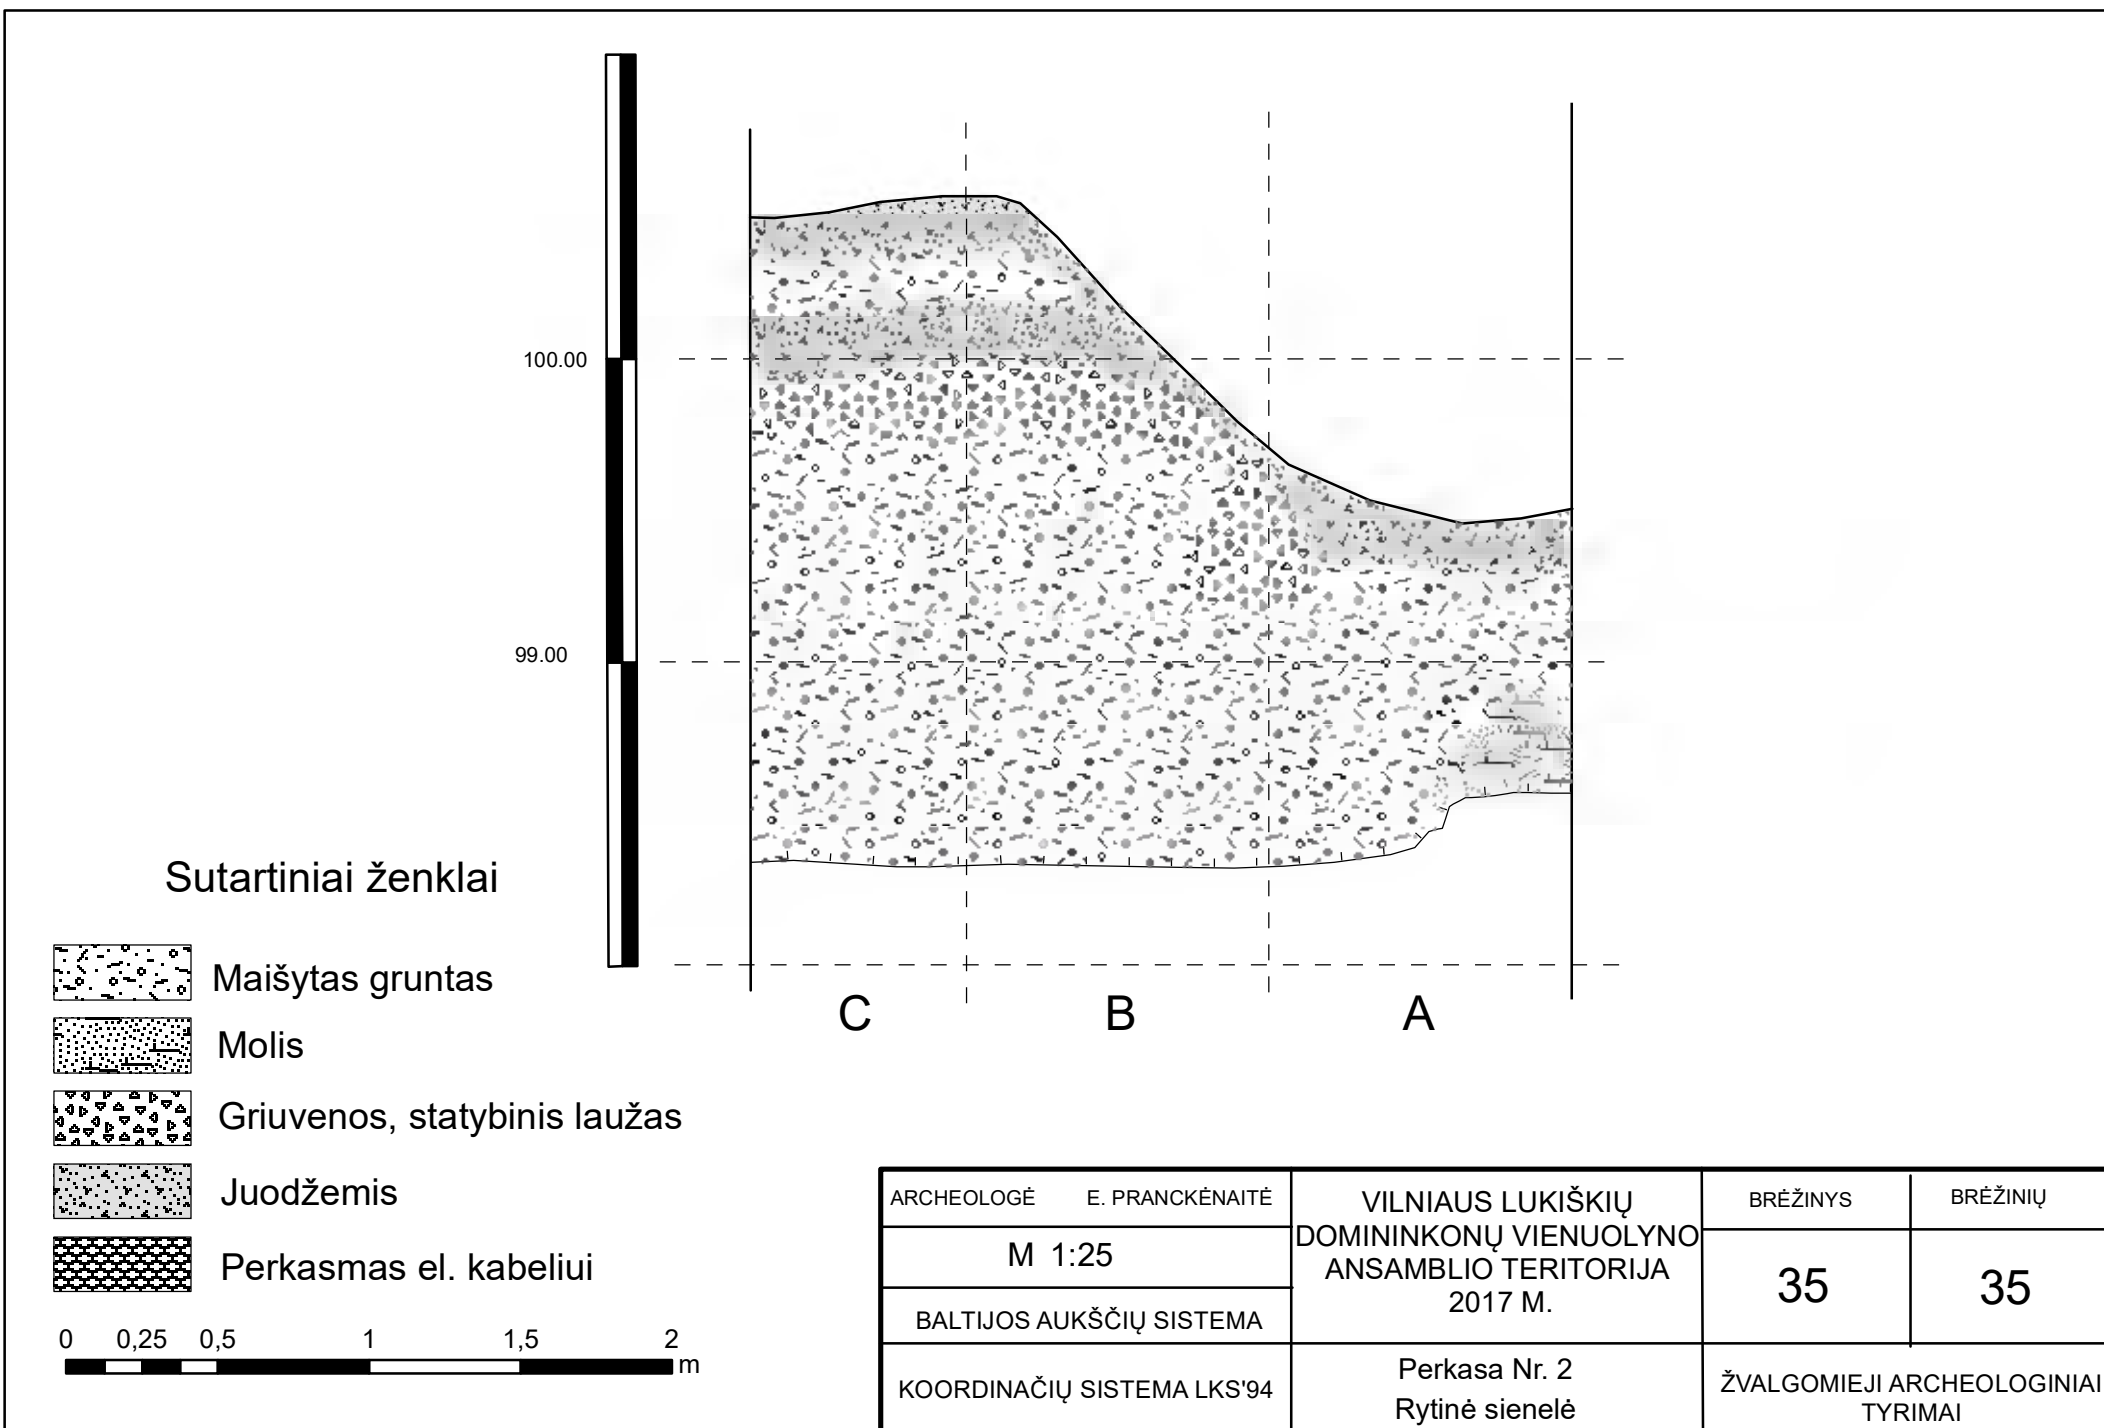 100.00
99.00
C B A
Sutartiniai ženklai
Maišytas gruntas
Molis
Griuvenos, statybinis laužas
Juodžemis
Perkasmas el. kabeliui
0 0,25 0,5 1 1,5 2
m
ARCHEOLOGĖ E. PRANCKĖNAITĖ
M 1:25
BALTIJOS AUKŠČIŲ SISTEMA
KOORDINAČIŲ SISTEMA LKS'94
VILNIAUS LUKIŠKIŲ
DOMININKONŲ VIENUOLYNO
ANSAMBLIO TERITORIJA
2017 M.
Perkasa Nr. 2
Rytinė sienelė
BRĖŽINYS BRĖŽINIŲ
35 35
ŽVALGOMIEJI ARCHEOLOGINIAI
TYRIMAI